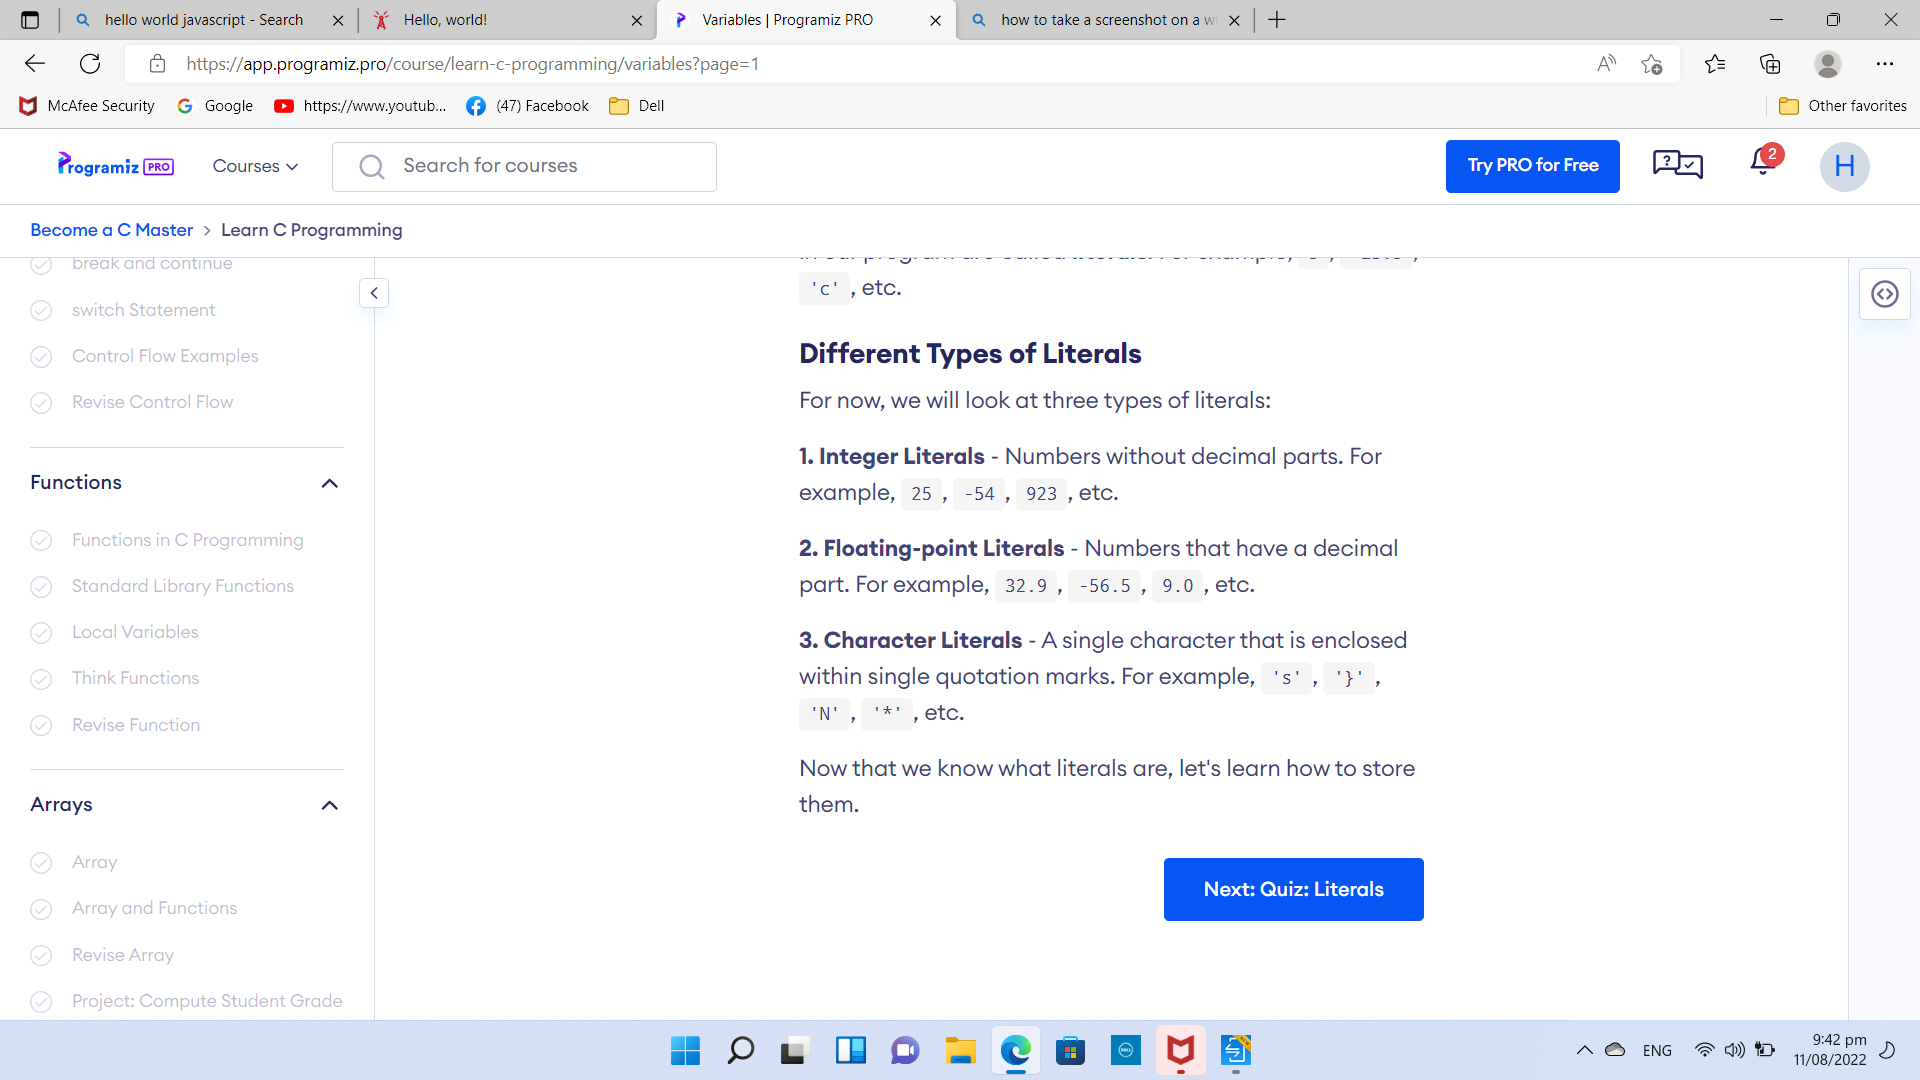 hello world javascript - Search
Hello, world!
Variables | Programiz PRO
how to take a screenshot on a w
https://app.programiz.pro/course/learn-c-programming/variables?page=1
McAfee Security
Google
https://www.youtub...
(47) Facebook
Dell
Other favorites
Programiz PRO
Courses
Search for courses
Try PRO for Free
2
H
Become a C Master > Learn C Programming
break and continue
switch Statement
Control Flow Examples
Revise Control Flow
Functions
Functions in C Programming
Standard Library Functions
Local Variables
Think Functions
Revise Function
Arrays
Array
Array and Functions
Revise Array
Project: Compute Student Grade
'c' , etc.
Different Types of Literals
For now, we will look at three types of literals:
1. Integer Literals - Numbers without decimal parts. For
example, 25 , -54 , 923 , etc.
2. Floating-point Literals - Numbers that have a decimal
part. For example, 32.9 , -56.5 , 9.0 , etc.
3. Character Literals - A single character that is enclosed
within single quotation marks. For example, 's' , '}' ,
'N' , '*' , etc.
Now that we know what literals are, let's learn how to store
them.
Next: Quiz: Literals
ENG
9:42 pm
11/08/2022